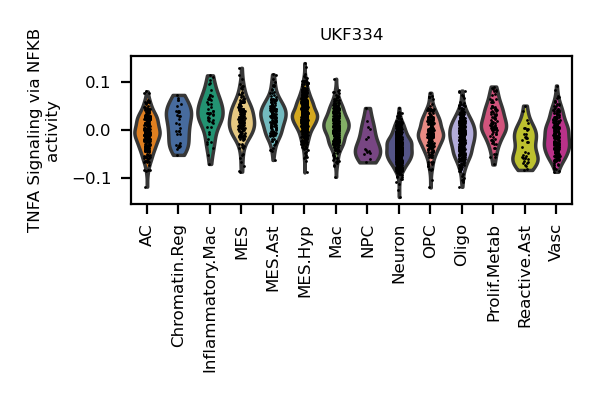 UKF334
TNFA Signaling via NFKB
activity
0.1
0.0
−0.1
AC
Chromatin.Reg
Inflammatory.Mac
MES
MES.Ast
MES.Hyp
Mac
NPC
Neuron
OPC
Oligo
Prolif.Metab
Reactive.Ast
Vasc